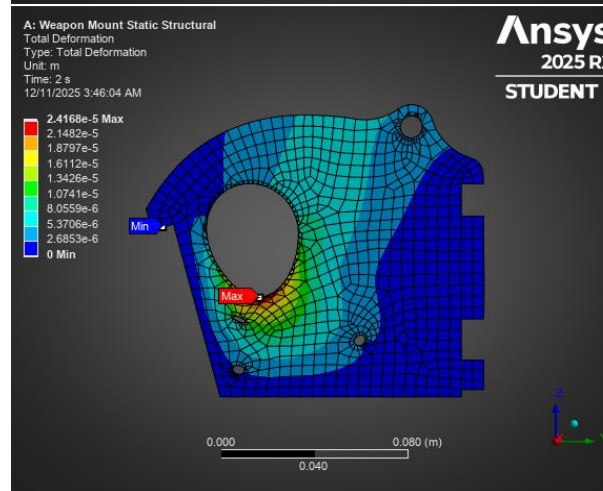 A: Weapon Mount Static Structural
Total Deformation
Type: Total Deformation
Unit: m
Time: 2 s
12/11/2025 3:46:04 AM
Ansys
2025 R
STUDENT
2.4168e-5 Max
2.1482e-5
1.8797e-5
1.6112e-5
1.3426e-5
1.0741e-5
8.0559e-6
5.3706e-6
2.6853e-6
0 Min
Min
Max
0.000
0.080 (m)
0.040
Z
X